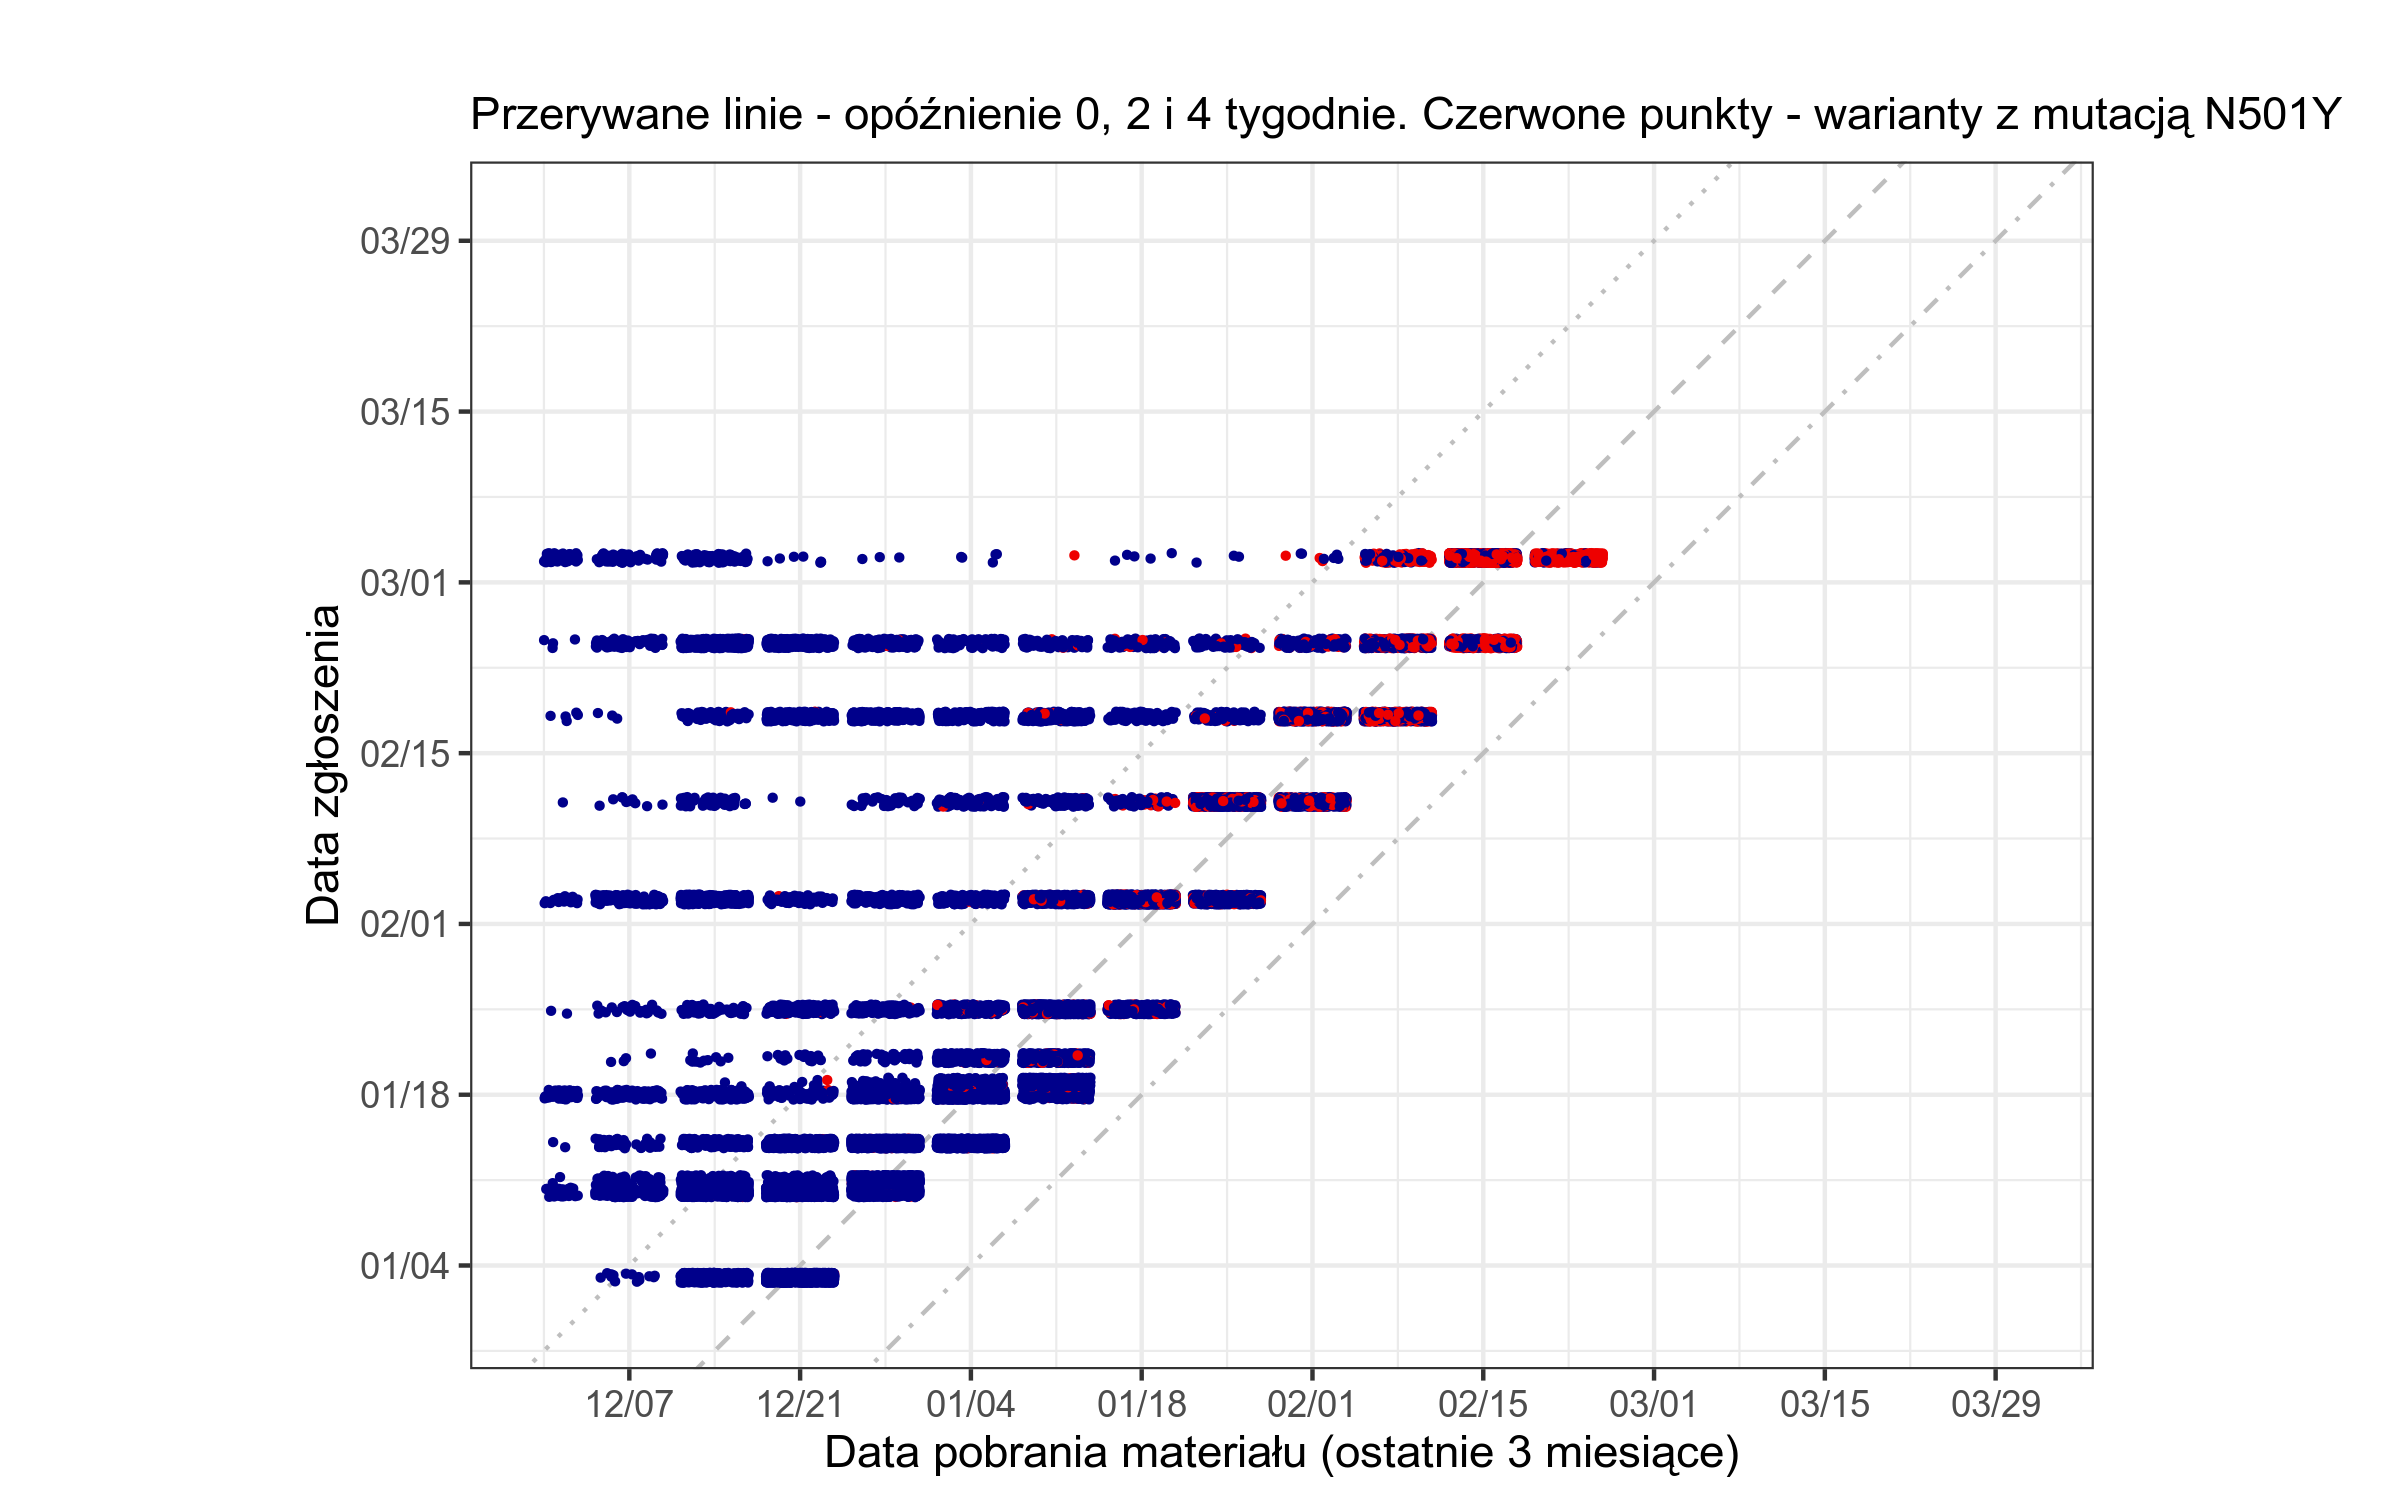 Przerywane linie - opóźnienie 0, 2 i 4 tygodnie. Czerwone punkty - warianty z mutacją N501Y
03/29
03/15
03/01
02/15
02/01
01/18
01/04
Data zgłoszenia
12/07 12/21 01/04 01/18 02/01 02/15 03/01 03/15 03/29
Data pobrania materiału (ostatnie 3 miesiące)